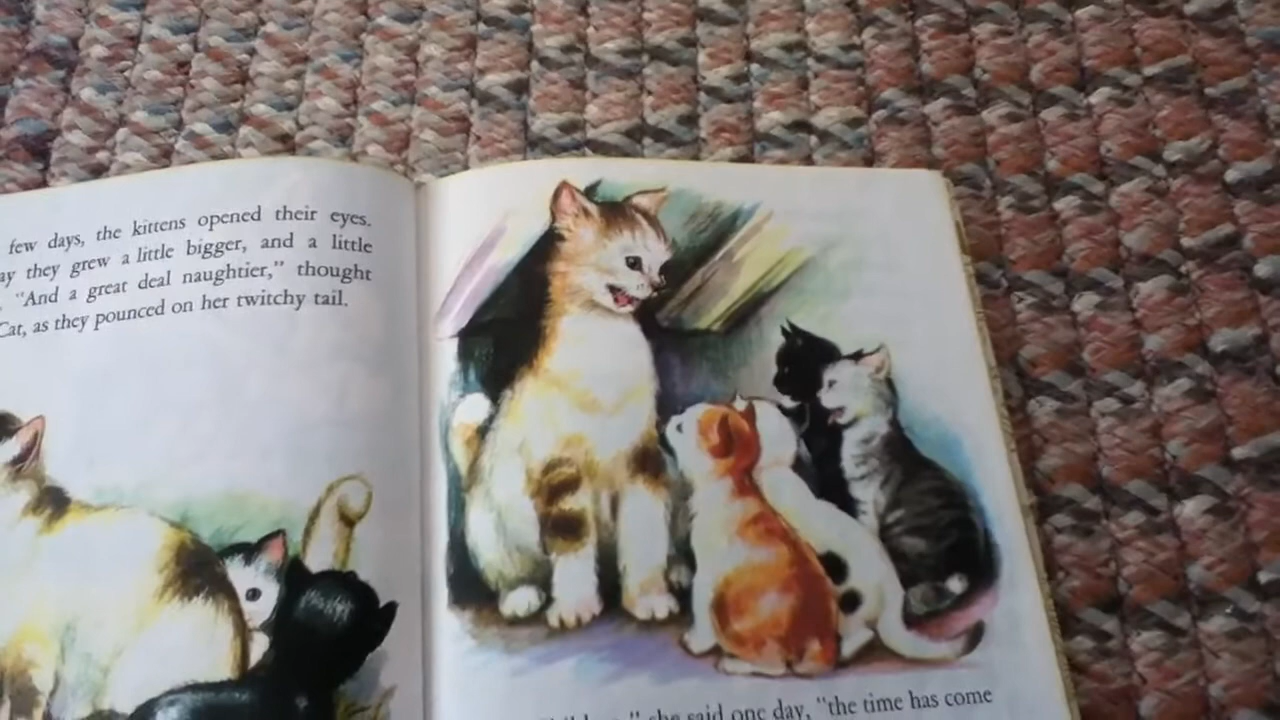 few days, the kittens opened their eyes.
they grew a little bigger, and a little
"And a great deal naughtier," thought
Cat, as they pounced on her twitchy tail.
she said one day, "the time has come